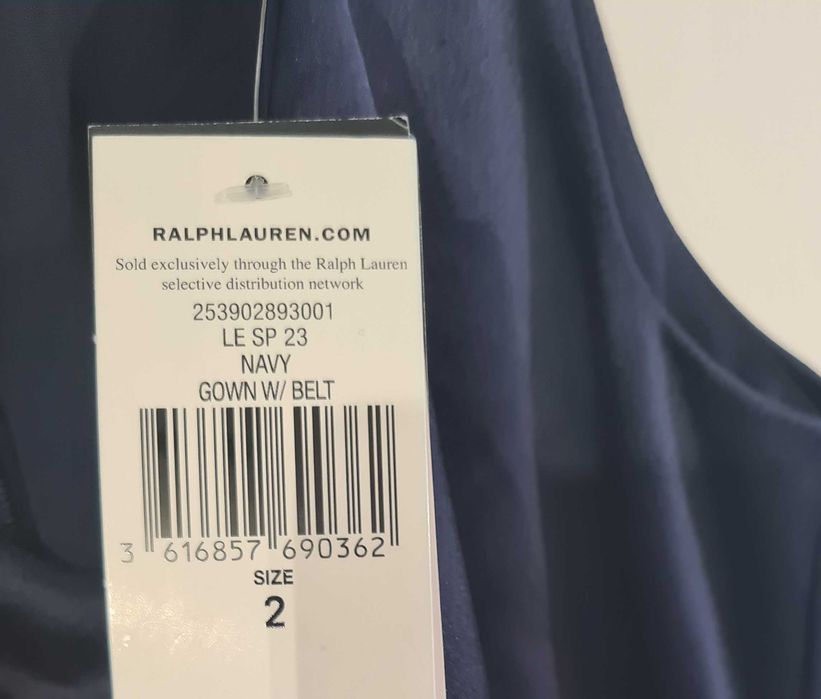 RALPHLAUREN.COM
Sold exclusively through the Ralph Lauren
selective distribution network
253902893001
LE SP 23
NAVY
GOWN W/ BELT
3 616857 690362
SIZE
2